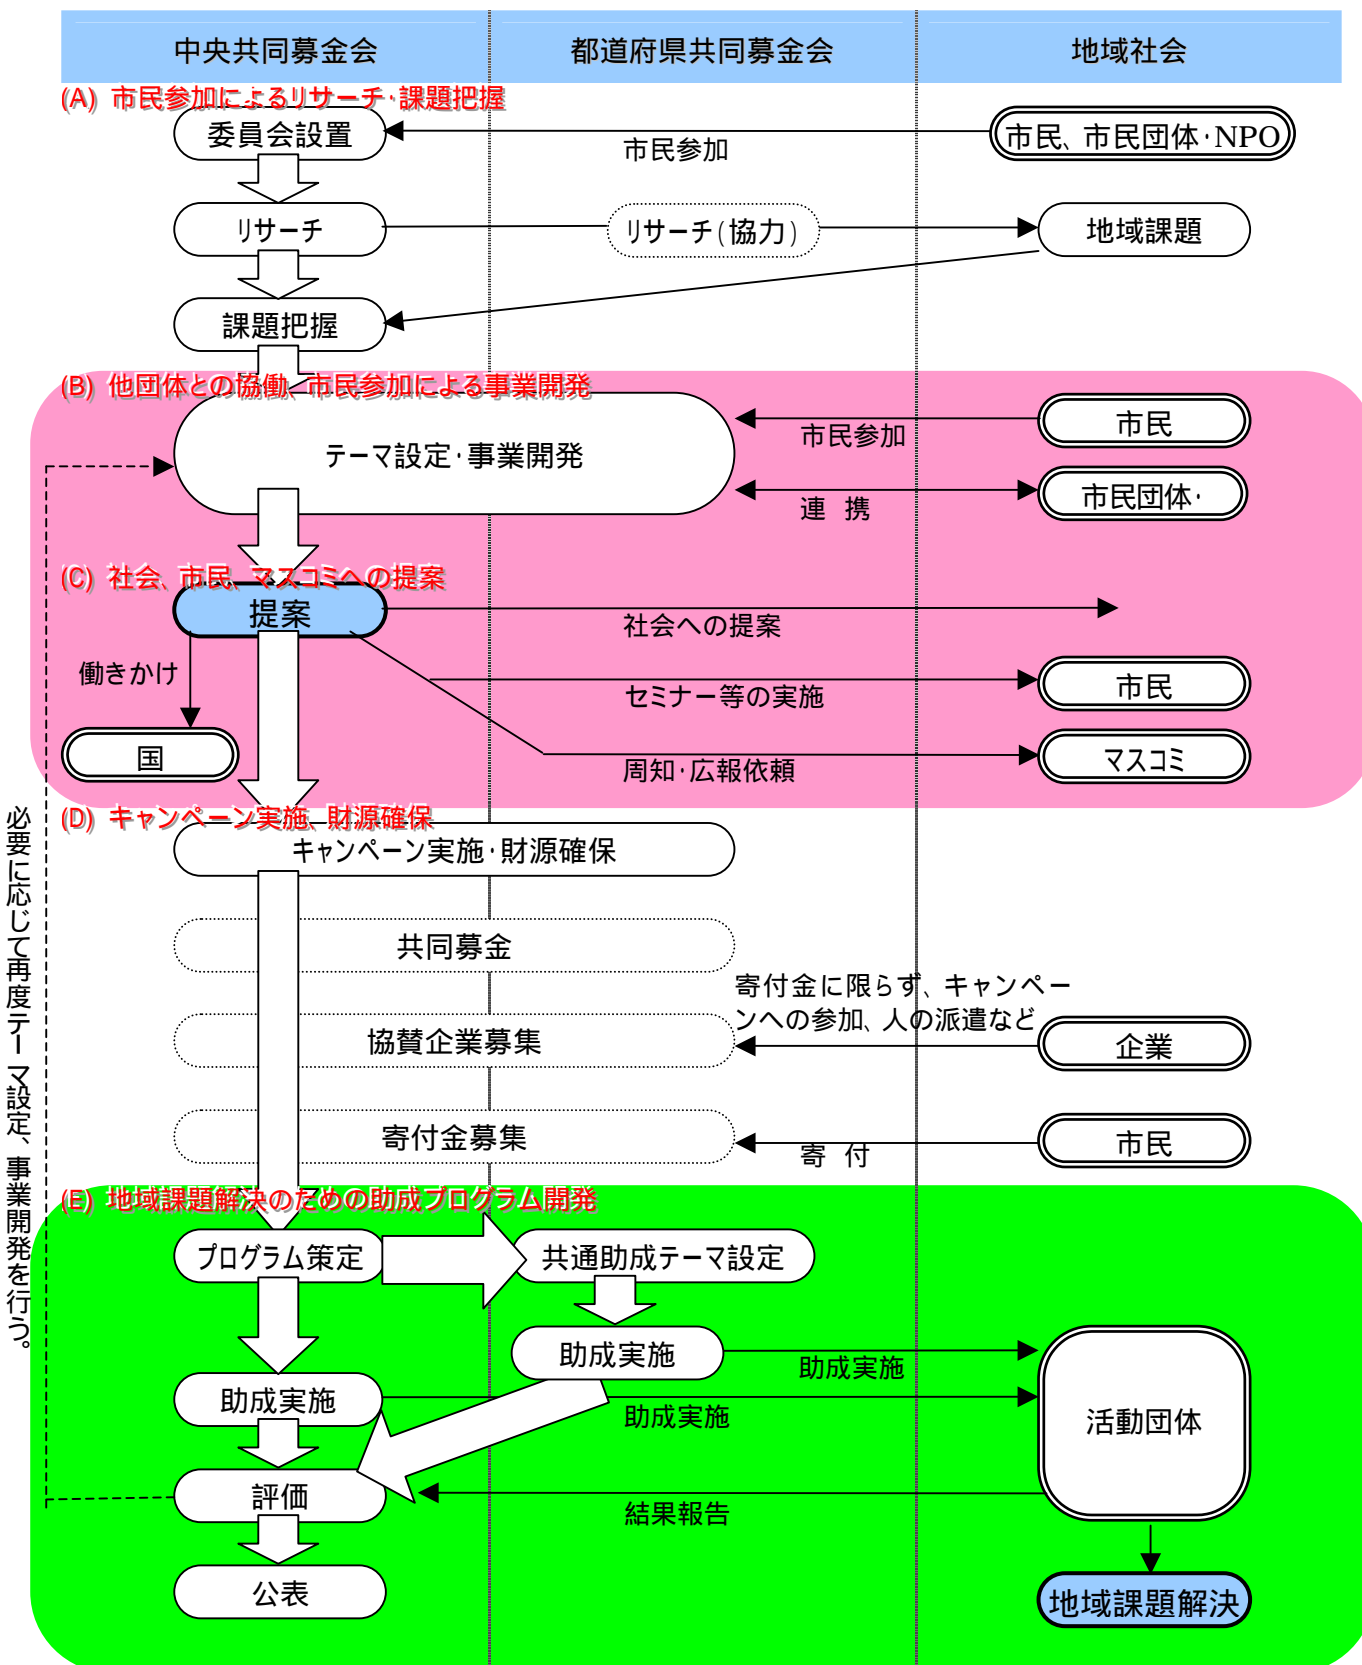 中央共同募金会
都道府県共同募金会
地域社会
(A) 市民参加によるリサーチ・課題把握
委員会設置
市民参加
市民、市民団体・NPO
リサーチ
リサーチ(協力)
地域課題
課題把握
(B) 他団体との協働、市民参加による事業開発
テーマ設定・事業開発
市民参加
市民
連 携
市民団体・
(C) 社会、市民、マスコミへの提案
提案
社会への提案
働きかけ
セミナー等の実施
市民
国
周知・広報依頼
マスコミ
(D) キャンペーン実施、財源確保
キャンペーン実施・財源確保
共同募金
寄付金に限らず、キャンペー
ンへの参加、人の派遣など
協賛企業募集
企業
寄付金募集
寄 付
市民
必要に応じて再度テーマ設定、事業開発を行う。
(E) 地域課題解決のための助成プログラム開発
プログラム策定
共通助成テーマ設定
助成実施
助成実施
助成実施
助成実施
活動団体
評価
結果報告
公表
地域課題解決